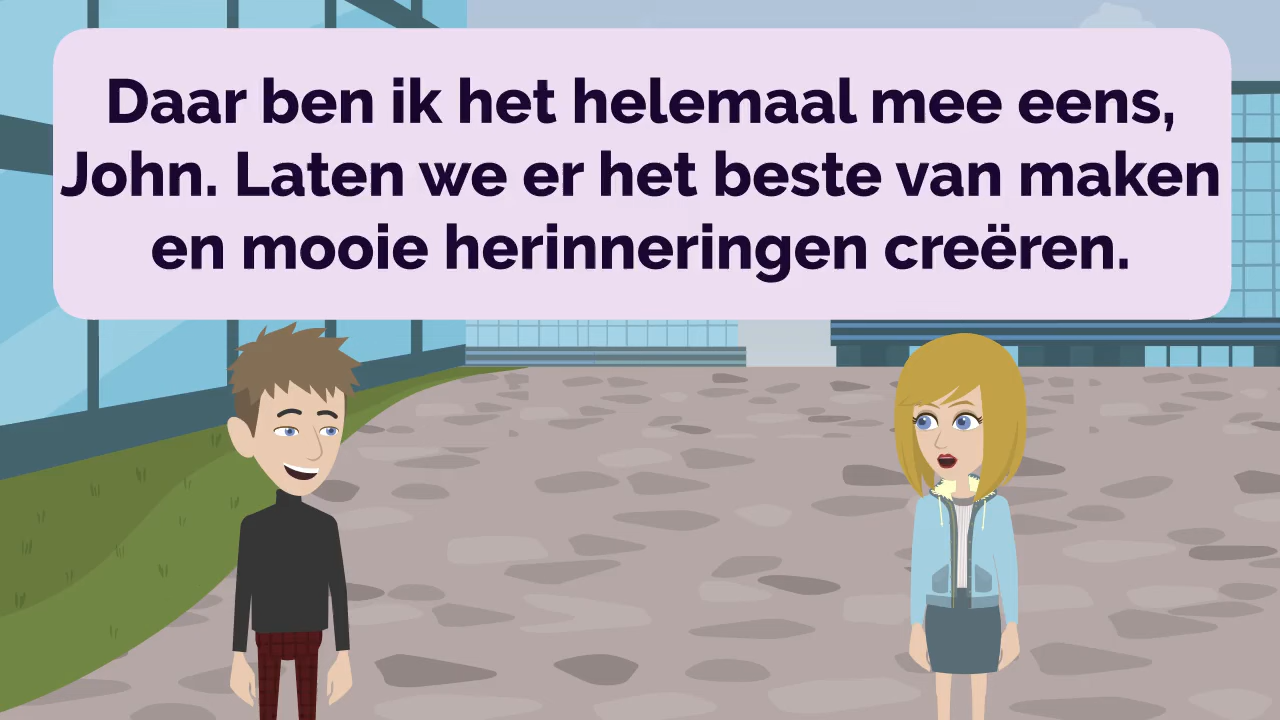 Daar ben ik het helemaal mee eens,
John. Laten we er het beste van maken
en mooie herinneringen creëren.